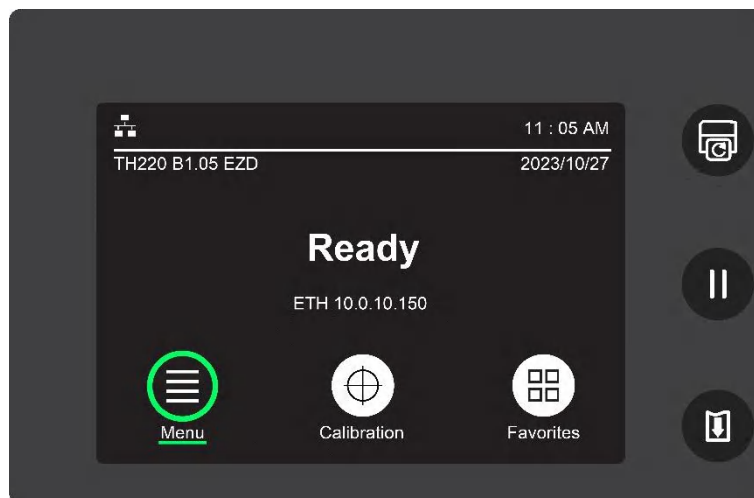 11 : 05 AM
TH220 B1.05 EZD 2023/10/27
Ready
ETH 10.0.10.150
Menu Calibration Favorites